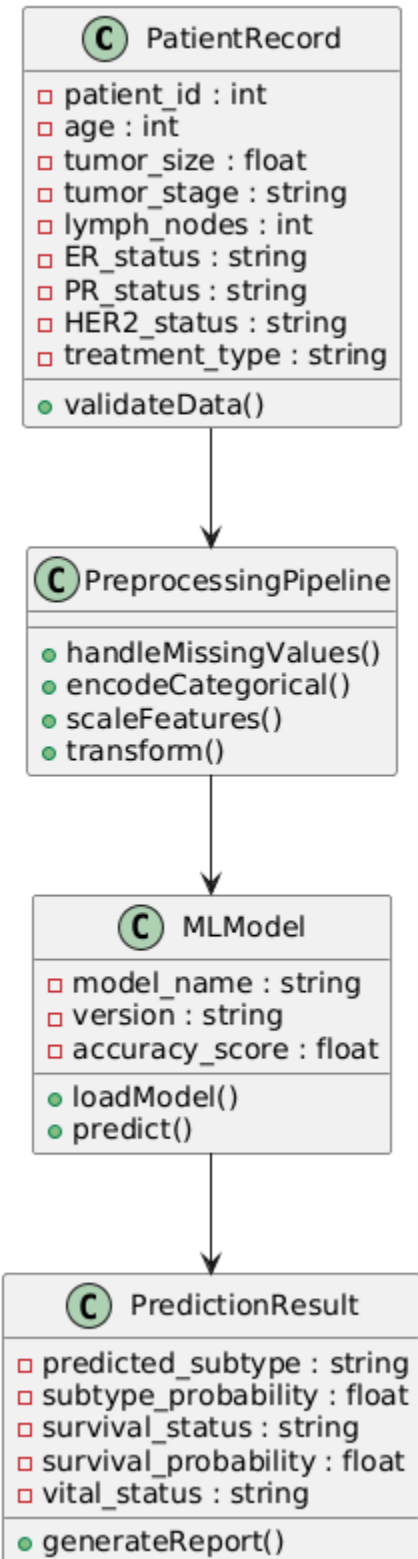 C PatientRecord
patient_id : int
age : int
tumor_size : float
tumor_stage : string
lymph_nodes : int
ER_status : string
PR_status : string
HER2_status : string
treatment_type : string
validateData()
C PreprocessingPipeline
handleMissingValues()
encodeCategorical()
scaleFeatures()
transform()
C MLModel
model_name : string
version : string
accuracy_score : float
loadModel()
predict()
C PredictionResult
predicted_subtype : string
subtype_probability : float
survival_status : string
survival_probability : float
vital_status : string
generateReport()